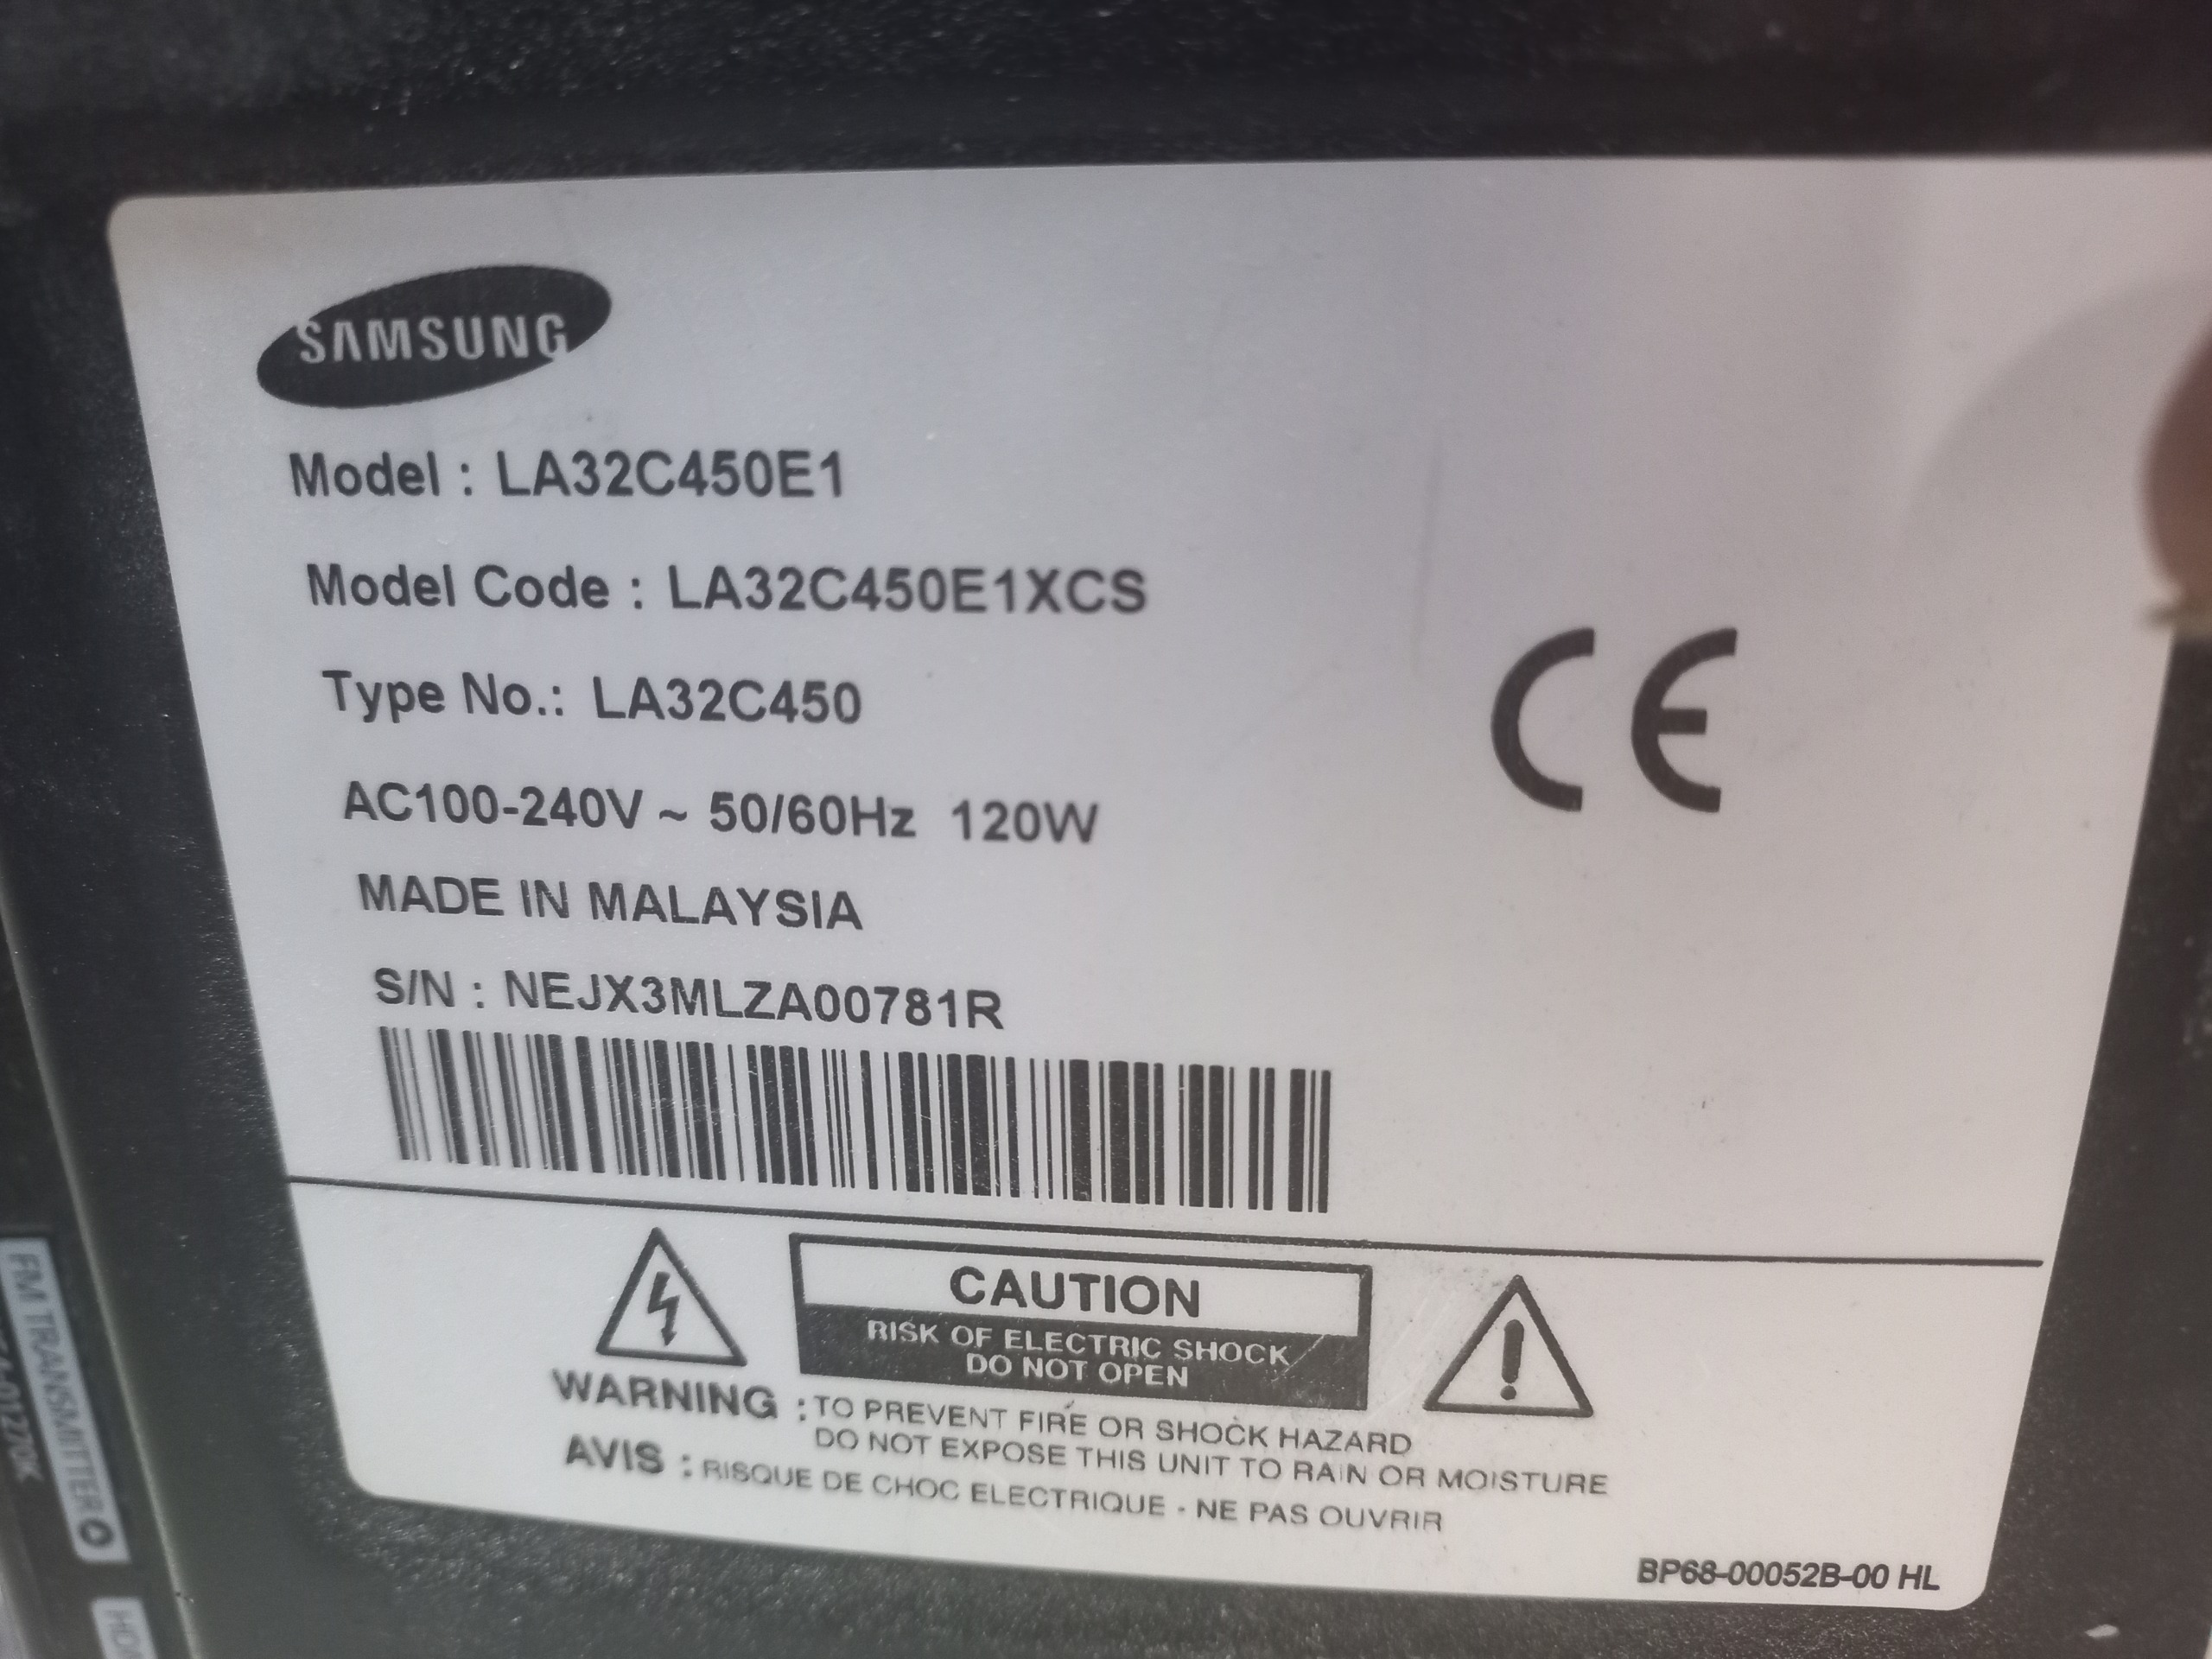 SAMSUNG
Model : LA32C450E1
Model Code : LA32C450E1XCS
Type No.: LA32C450
AC100-240V ~ 50/60Hz 120W
MADE IN MALAYSIA
S/N : NEJX3MLZA00781R
CE
CAUTION
RISK OF ELECTRIC SHOCK
DO NOT OPEN
WARNING : TO PREVENT FIRE OR SHOCK HAZARD
DO NOT EXPOSE THIS UNIT TO RAIN OR MOISTURE
AVIS : RISQUE DE CHOC ELECTRIQUE - NE PAS OUVRIR
BP68-00052B-00 HL
FM TRANSMITTER